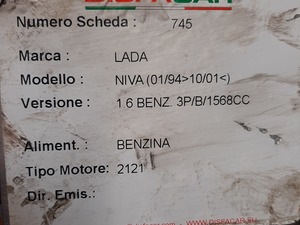 DISFACAR
Numero Scheda : 745
Marca : LADA
Modello : NIVA (01/94>10/01<)
Versione : 1.6 BENZ. 3P/B/1568CC
Aliment. : BENZINA
Tipo Motore: 2121
Dir. Emis.: